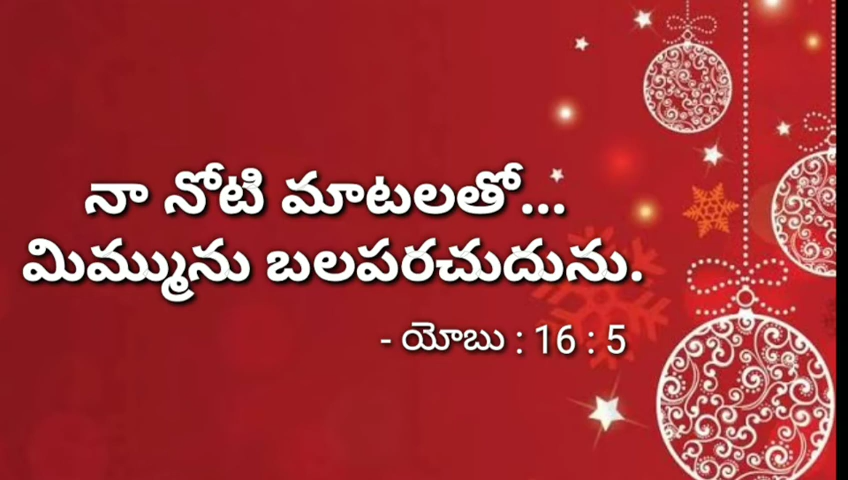 నా నోటి మాటలతో...
మిమ్మును బలపరచుదును.
- యోబు : 16 : 5